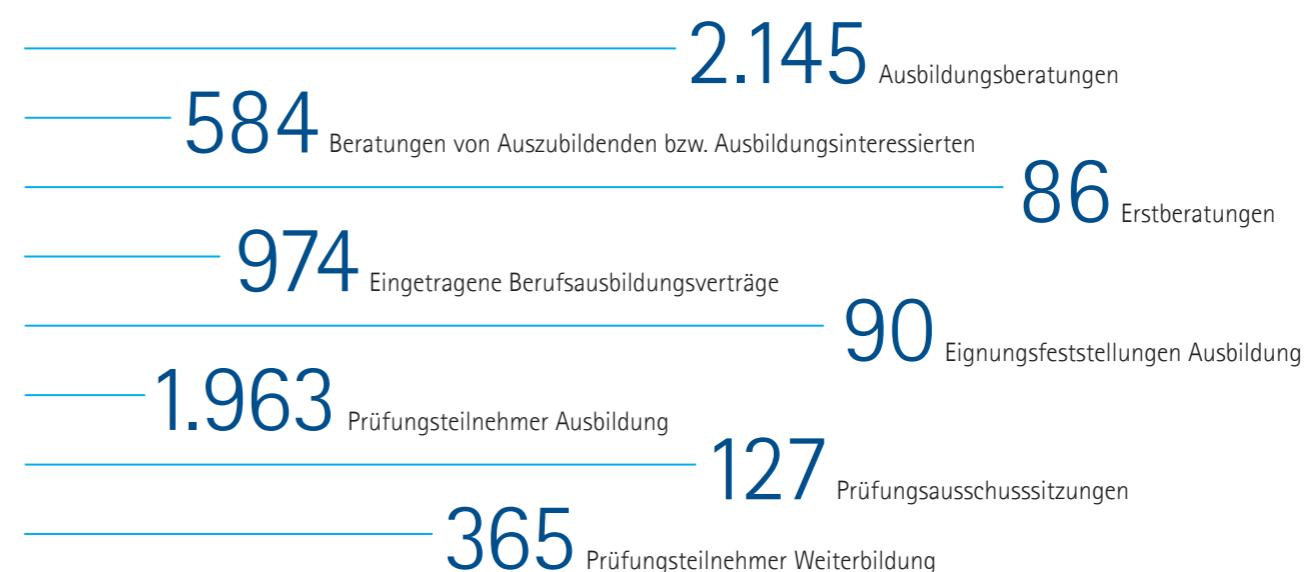 2.145 Ausbildungsberatungen
584 Beratungen von Auszubildenden bzw. Ausbildungsinteressierten
86 Erstberatungen
974 Eingetragene Berufsausbildungsverträge
90 Eignungsfeststellungen Ausbildung
1.963 Prüfungsteilnehmer Ausbildung
127 Prüfungsausschusssitzungen
365 Prüfungsteilnehmer Weiterbildung